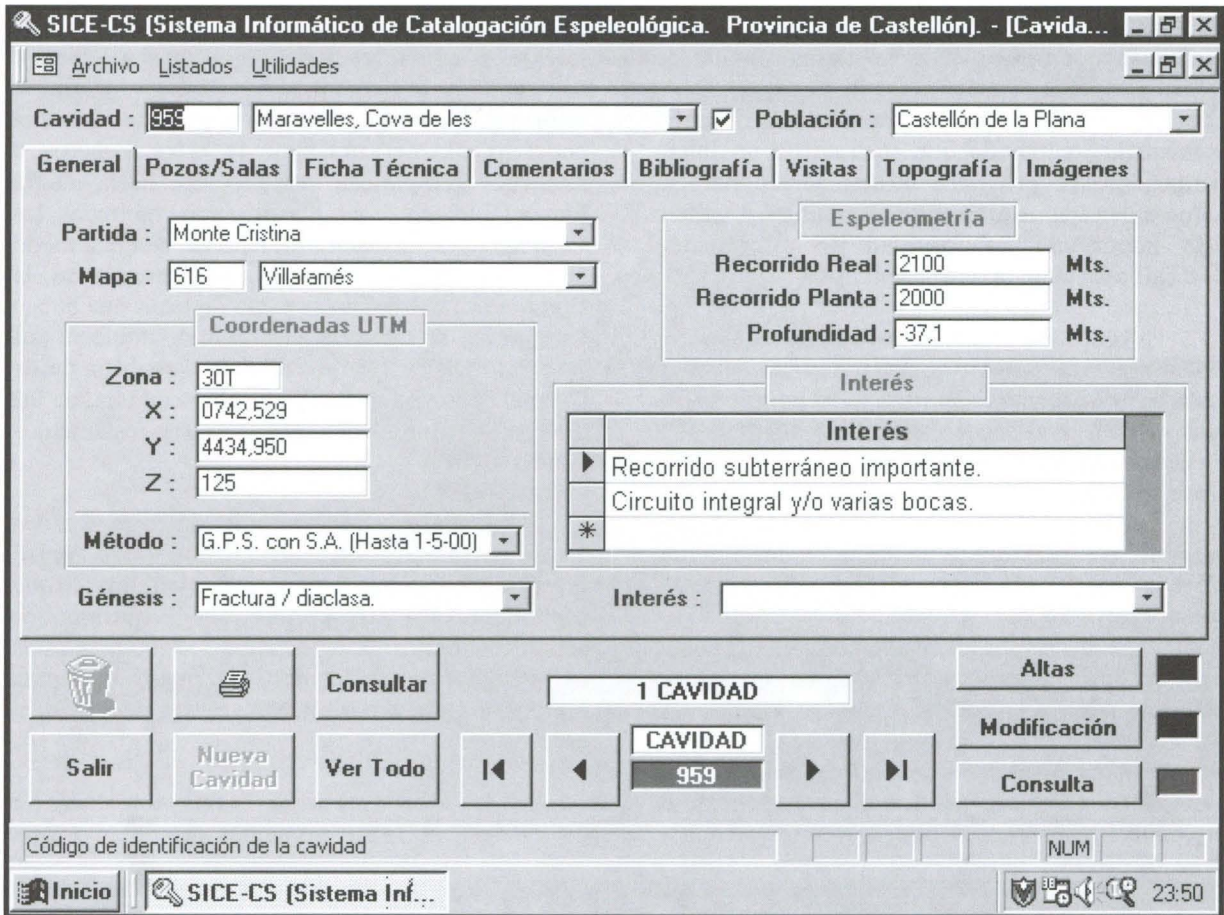 SICE-CS (Sistema Informático de Catalogación Espeleológica. Provincia de Castellón). - [Cavida...
Archivo Listados Utilidades
Cavidad : 959 Maravelles, Cova de les Población : Castellón de la Plana
General Pozos/Salas Ficha Técnica Comentarios Bibliografía Visitas Topografía Imágenes
Partida : Monte Cristina
Mapa : 616 Villafamés
Espeleometría
Recorrido Real : 2100 Mts.
Recorrido Planta : 2000 Mts.
Profundidad : -37,1 Mts.
Coordenadas UTM
Zona : 30T
X : 0742,529
Y : 4434,950
Z : 125
Método : G.P.S. con S.A. (Hasta 1-5-00)
Génesis : Fractura / diaclasa.
Interés
Interés
Recorrido subterráneo importante.
Circuito integral y/o varias bocas.
Interés :
Consultar
1 CAVIDAD
Altas
Salir
Nueva Cavidad
Ver Todo
CAVIDAD
959
Modificación
Consulta
Código de identificación de la cavidad
NUM
Inicio
SICE-CS (Sistema Inf...
23:50